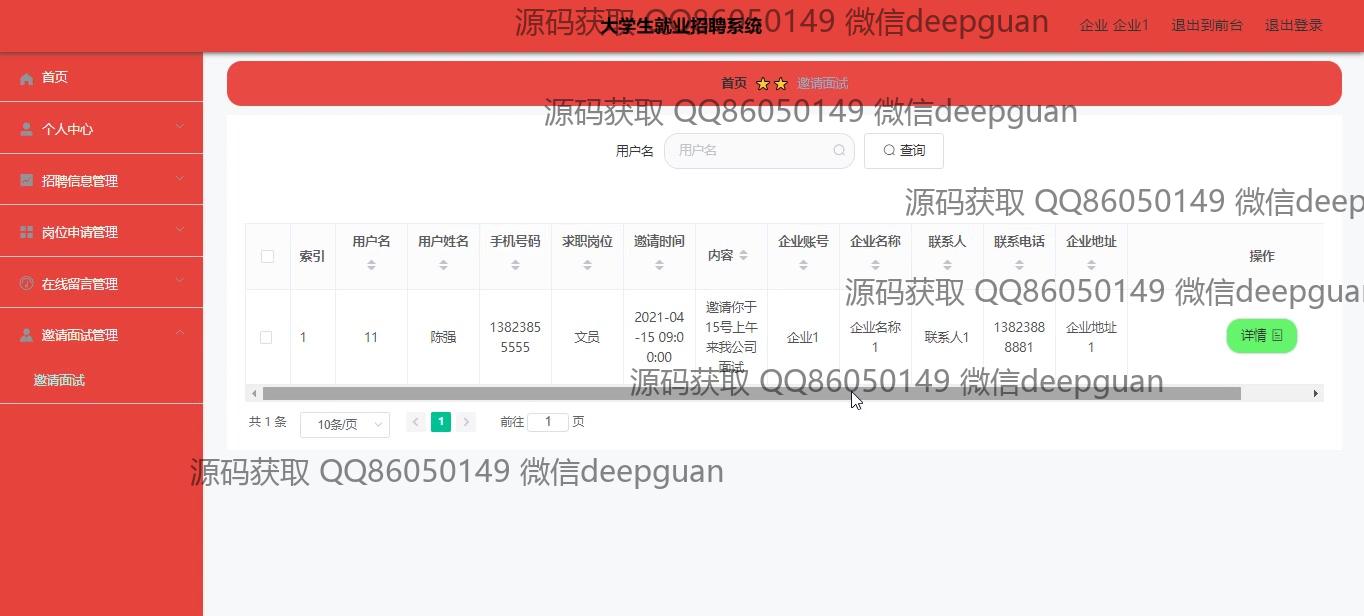 大学生就业招聘系统
源码获取 QQ86050149 微信deepguan
企业 企业1
退出到前台
退出登录
首页
个人中心
招聘信息管理
岗位申请管理
在线留言管理
邀请面试管理
邀请面试
首页
邀请面试
源码获取 QQ86050149 微信deepguan
用户名
用户名
查询
源码获取 QQ86050149 微信deep
索引
用户名
用户姓名
手机号码
求职岗位
邀请时间
内容
企业账号
企业名称
联系人
联系电话
企业地址
操作
源码获取 QQ86050149 微信deepgua
1
11
陈强
1382385
5555
文员
2021-04
-15 09:0
0:00
邀请你于
15号上午
来我公司
面试
企业1
企业名称
1
联系人1
1382388
8881
企业地址
1
详情
源码获取 QQ86050149 微信deepguan
共 1 条
10条/页
1
前往
1
页
源码获取 QQ86050149 微信deepguan